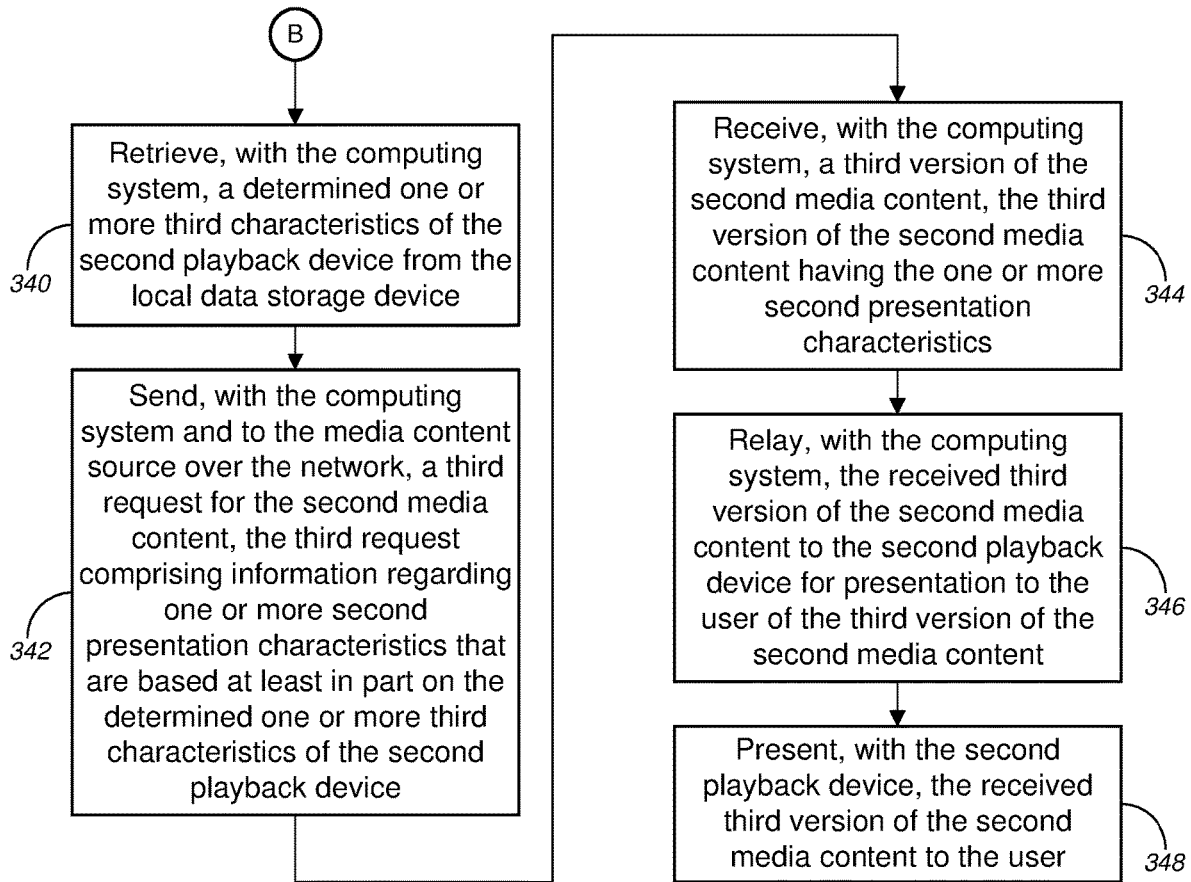 B
Retrieve, with the computing
system, a determined one or
more third characteristics of the
second playback device from the
local data storage device
340
Send, with the computing
system and to the media content
source over the network, a third
request for the second media
content, the third request
comprising information regarding
one or more second
presentation characteristics that
are based at least in part on the
determined one or more third
characteristics of the second
playback device
342
Receive, with the computing
system, a third version of the
second media content, the third
version of the second media
content having the one or more
second presentation
characteristics
344
Relay, with the computing
system, the received third
version of the second media
content to the second playback
device for presentation to the
user of the third version of the
second media content
346
Present, with the second
playback device, the received
third version of the second
media content to the user
348